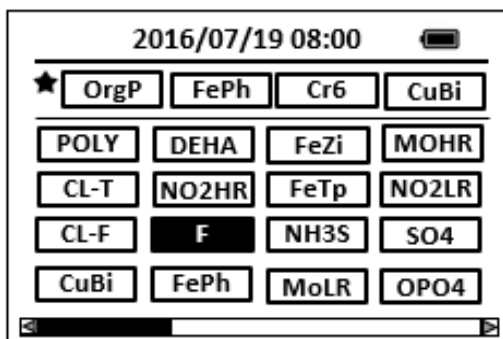 2016/07/19 08:00
OrgP FePh Cr6 CuBi
POLY DEHA FeZi MOHR
CL-T NO2HR FeTp NO2LR
CL-F F NH3S SO4
CuBi FePh MoLR OPO4